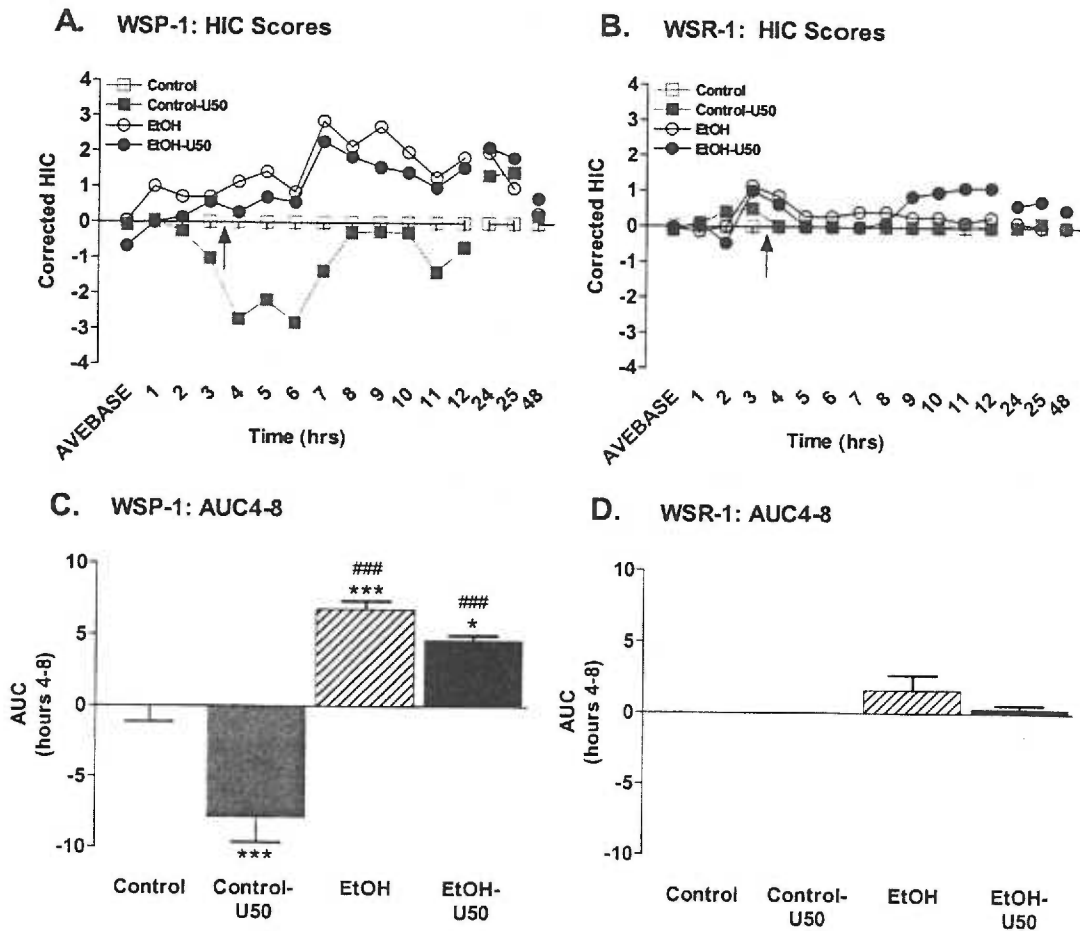 A. WSP-1: HIC Scores
Control
Control-U50
EtOH
EtOH-U50
Corrected HIC
4
3
2
1
0
-1
-2
-3
-4
AVEBASE 1 2 3 4 5 6 7 8 9 10 11 12 24 25 48
Time (hrs)
B. WSR-1: HIC Scores
Control
Control-U50
EtOH
EtOH-U50
Corrected HIC
4
3
2
1
0
-1
-2
-3
-4
AVEBASE 1 2 3 4 5 6 7 8 9 10 11 12 24 25 48
Time (hrs)
C. WSP-1: AUC4-8
AUC
(hours 4-8)
10
5
0
-5
-10
***
###
***
###
*
Control
Control-
U50
EtOH
EtOH-
U50
D. WSR-1: AUC4-8
AUC
(hours 4-8)
10
5
0
-5
-10
Control
Control-
U50
EtOH
EtOH-
U50